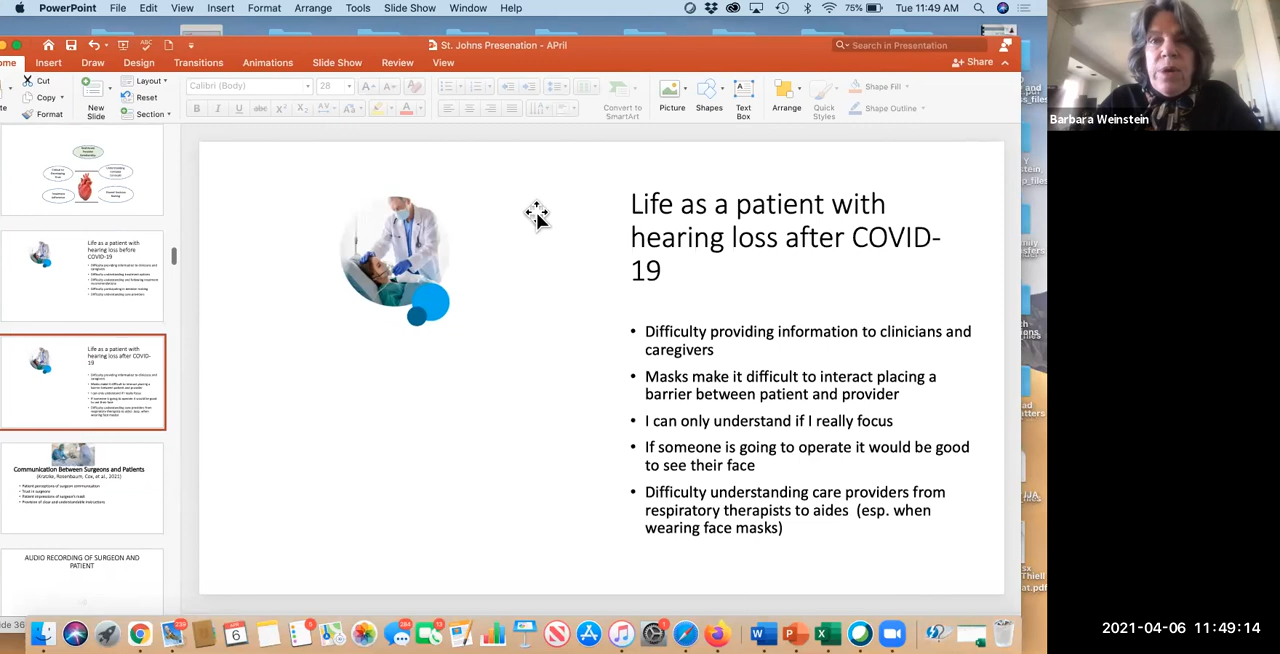 PowerPoint File Edit View Insert Format Arrange Tools Slide Show Window Help
75% Tue 11:49 AM
St. Johns Presenation - APril
Search in Presentation
Insert Draw Design Transitions Animations Slide Show Review View
Share
Cut
Copy
Format
New
Slide
Layout
Reset
Section
Calibri (Body) 28
Convert to
SmartArt
Picture
Shapes
Text
Box
Arrange
Quick
Styles
Shape Fill
Shape Outline
Barbara Weinstein
Life as a patient with
hearing loss before
COVID-19
Life as a patient with
hearing loss after COVID-
19
Communication Between Surgeons and Patients
AUDIO RECORDING OF SURGEON AND
PATIENT
Life as a patient with
hearing loss after COVID-
19
• Difficulty providing information to clinicians and
caregivers
• Masks make it difficult to interact placing a
barrier between patient and provider
• I can only understand if I really focus
• If someone is going to operate it would be good
to see their face
• Difficulty understanding care providers from
respiratory therapists to aides (esp. when
wearing face masks)
2021-04-06 11:49:14